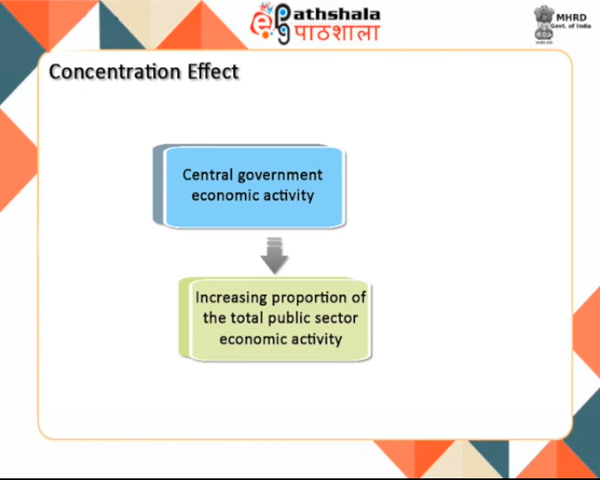 ePathshala
पाठशाला
MHRD
Govt. of India
Concentration Effect
Central government
economic activity
Increasing proportion of
the total public sector
economic activity